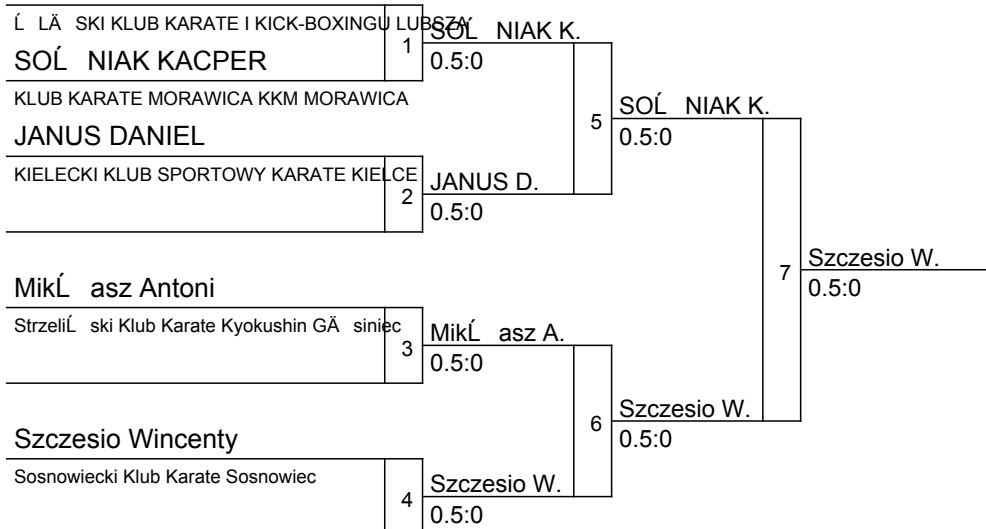 Ĺ LÄ SKI KLUB KARATE I KICK-BOXINGU LUBSZA
1
SOĹ NIAK K.
SOĹ NIAK KACPER
0.5:0
KLUB KARATE MORAWICA KKM MORAWICA
SOĹ NIAK K.
JANUS DANIEL
5
0.5:0
KIELECKI KLUB SPORTOWY KARATE KIELCE
2
JANUS D.
0.5:0
7
Szczesio W.
0.5:0
MikĹ asz Antoni
StrzeliĹ ski Klub Karate Kyokushin GÄ siniec
3
MikĹ asz A.
0.5:0
6
Szczesio W.
0.5:0
Szczesio Wincenty
Sosnowiecki Klub Karate Sosnowiec
4
Szczesio W.
0.5:0